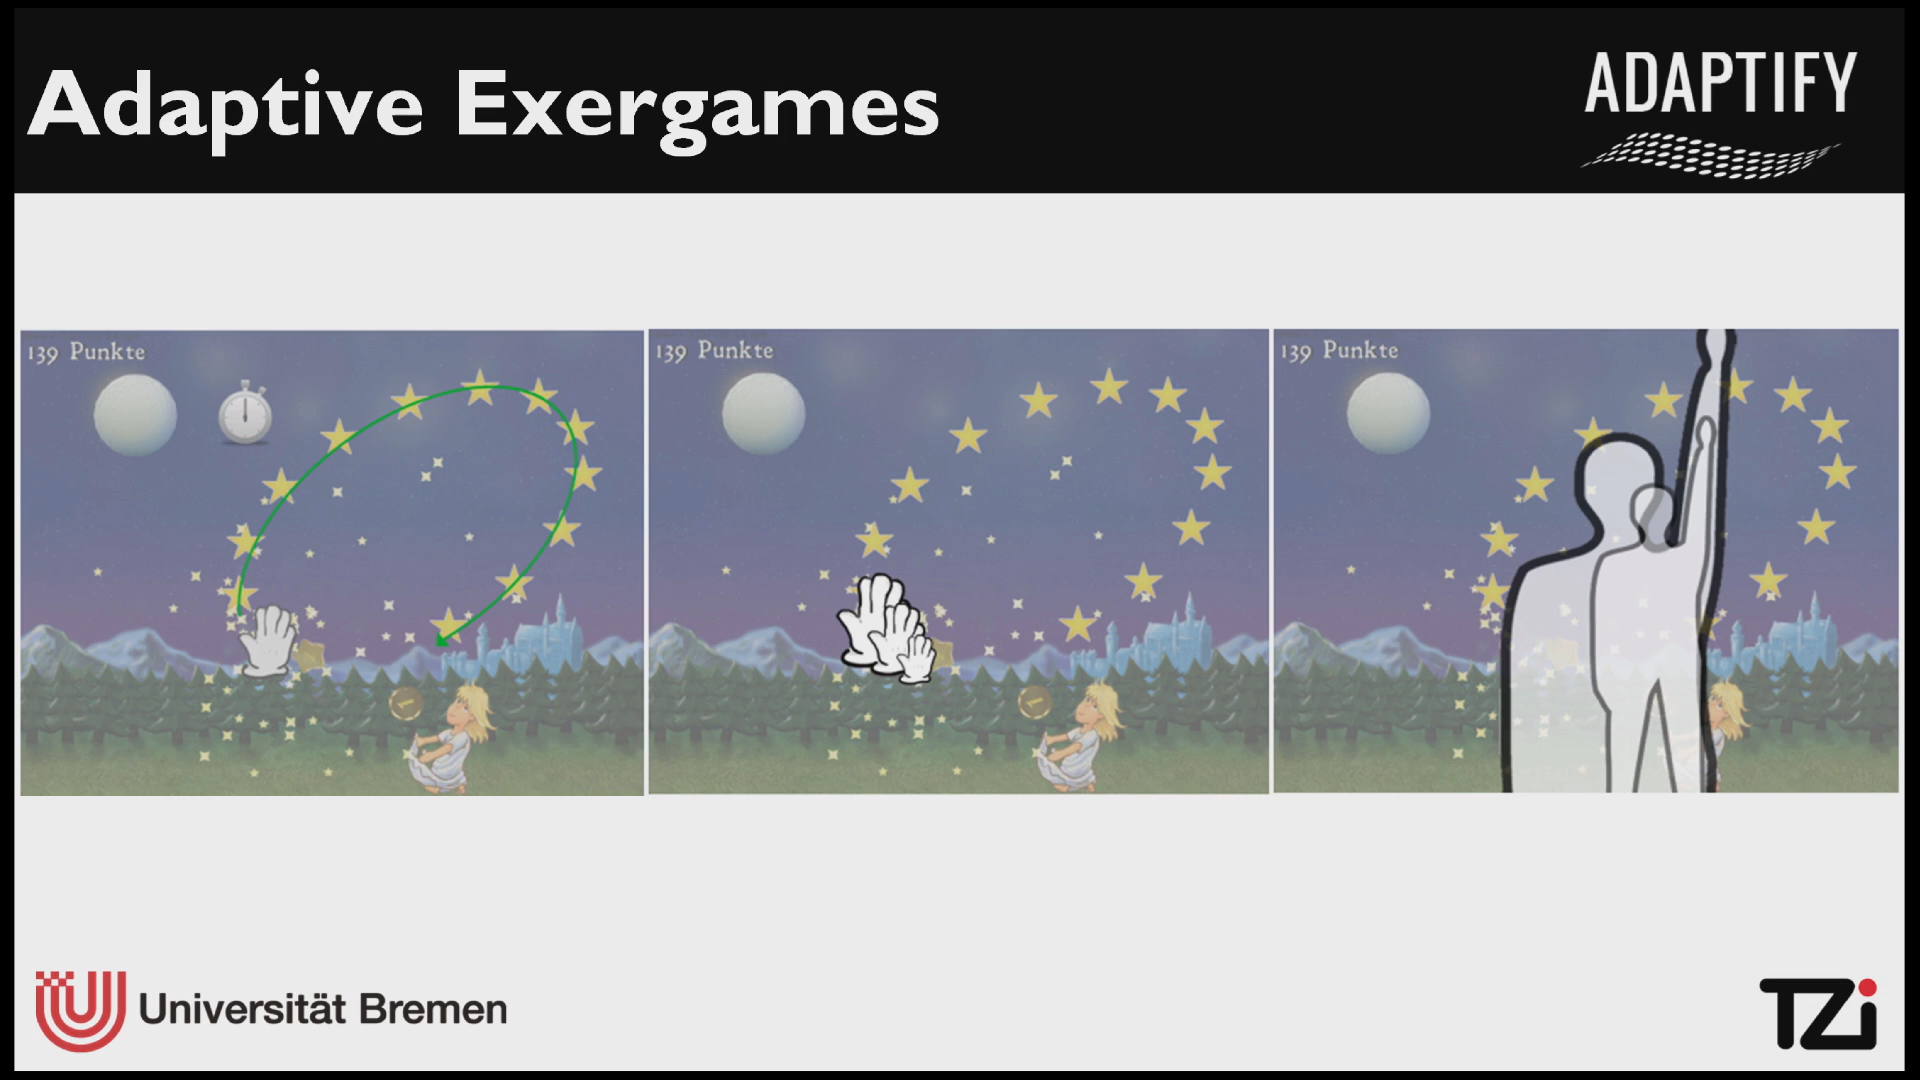 Adaptive Exergames
ADAPTIFY
139 Punkte
139 Punkte
139 Punkte
Universität Bremen
TZi